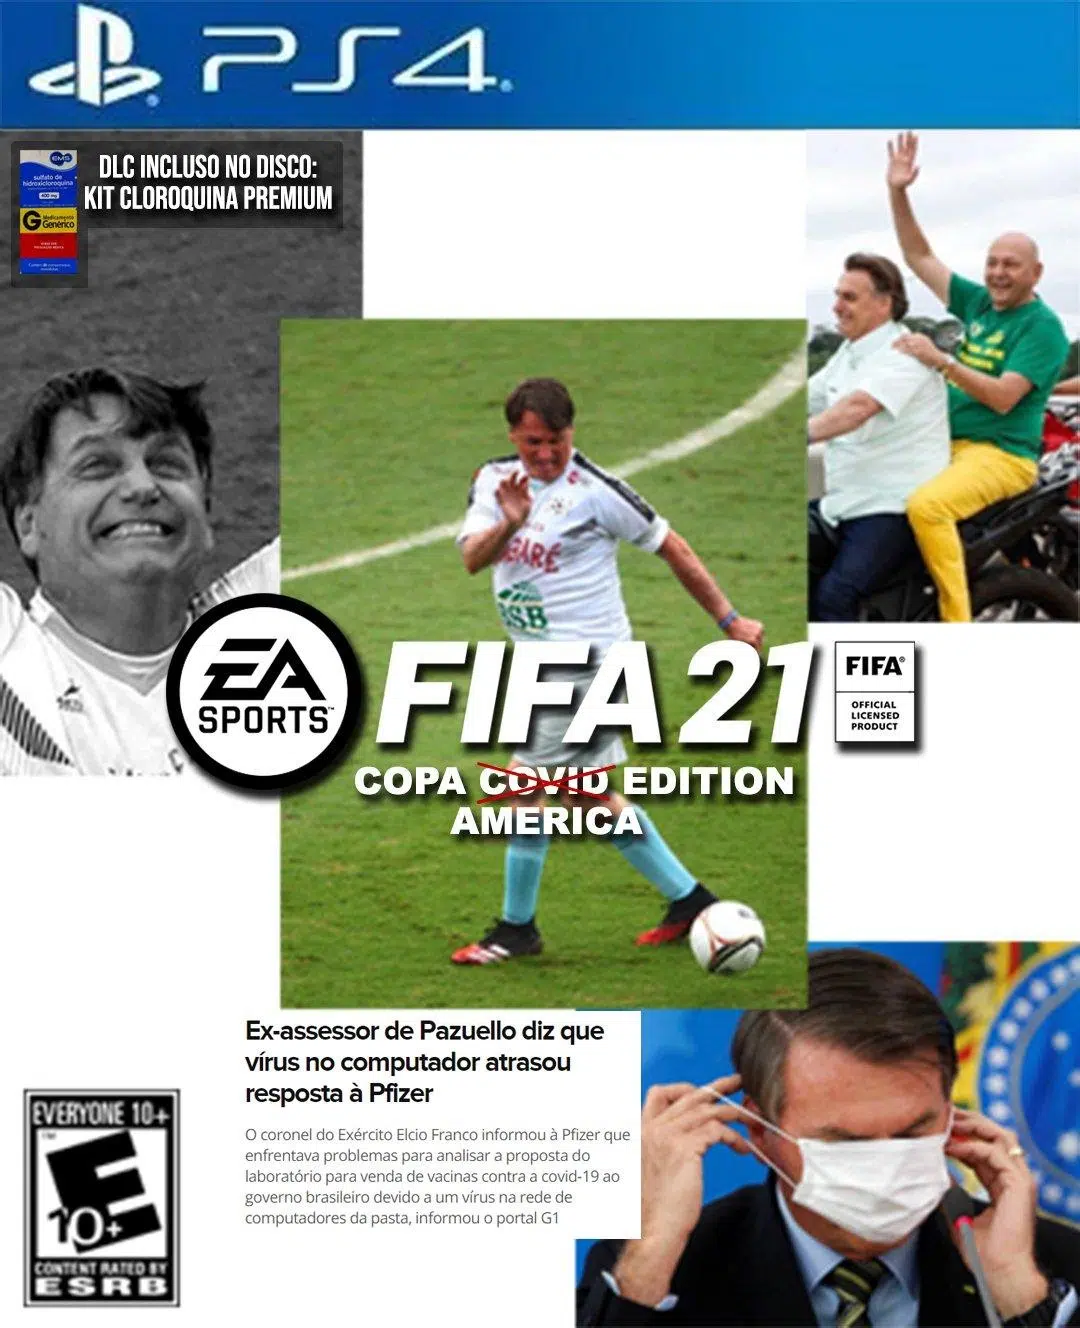 PS4
DLC INCLUSO NO DISCO:
KIT CLOROQUINA PREMIUM
EMS
sulfato de
hidroxicloroquina
400 mg
G Medicamento
Genérico
EA
SPORTS™
FIFA 21
FIFA®
OFFICIAL
LICENSED
PRODUCT
COPA COVID EDITION
AMERICA
Ex-assessor de Pazuello diz que
vírus no computador atrasou
resposta à Pfizer
O coronel do Exército Elcio Franco informou à Pfizer que
enfrentava problemas para analisar a proposta do
laboratório para venda de vacinas contra a covid-19 ao
governo brasileiro devido a um vírus na rede de
computadores da pasta, informou o portal G1
EVERYONE 10+
E
10+
CONTENT RATED BY
ESRB